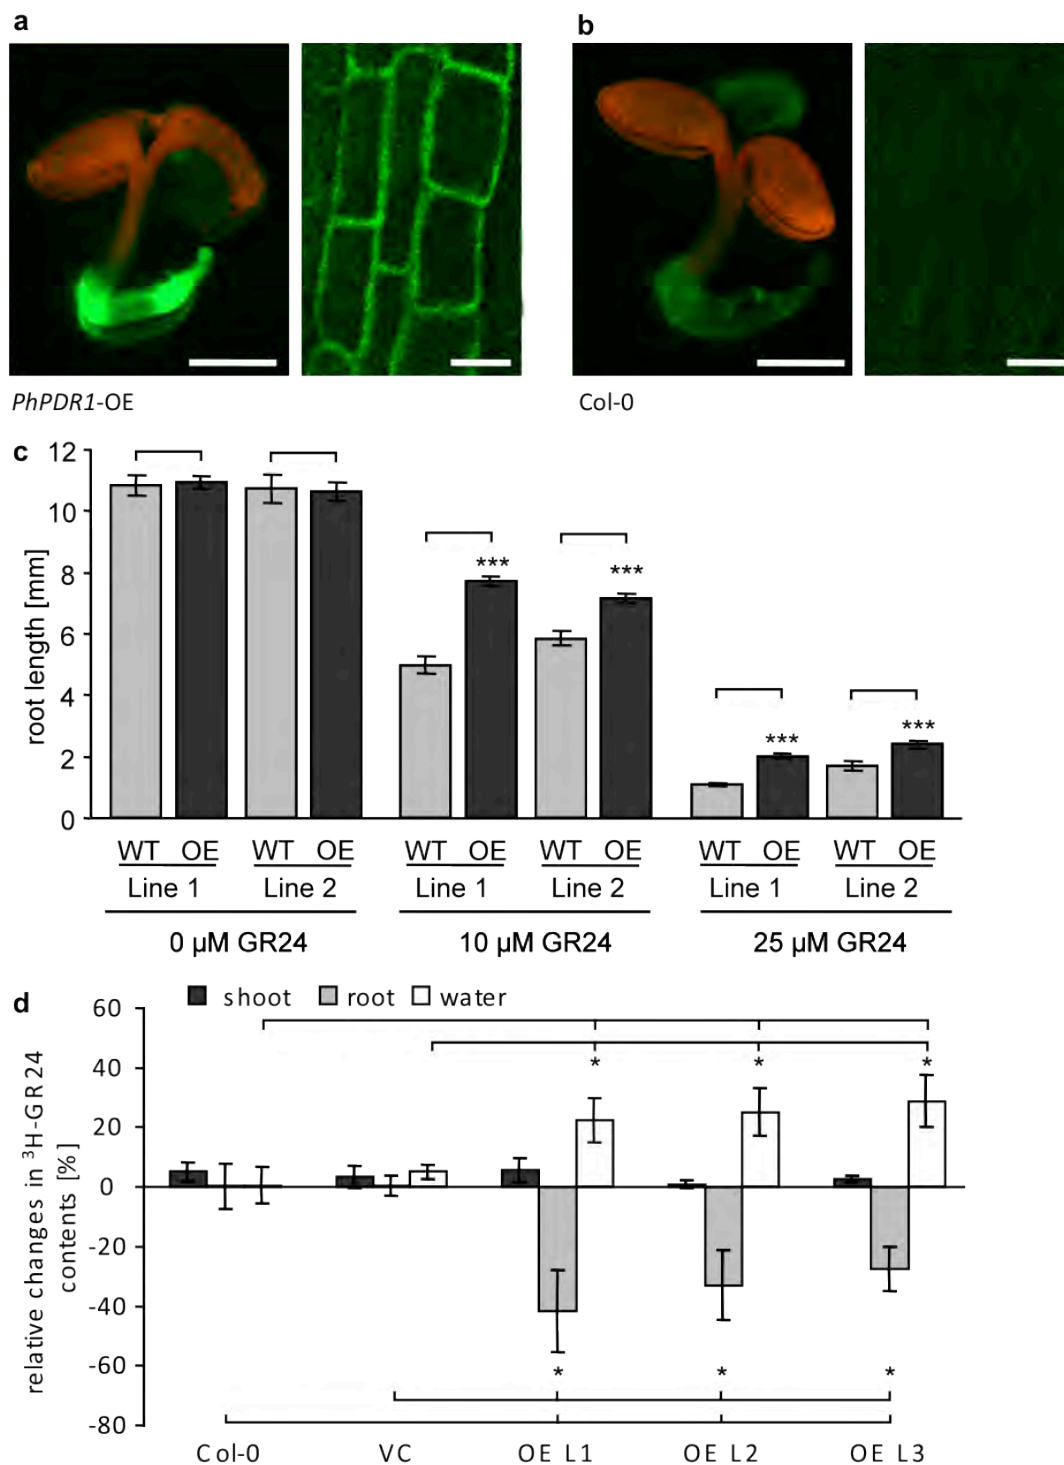 a
b
PhPDR1-OE
Col-0
c
root length [mm]
12
10
8
6
4
2
0
***
***
***
***
WT OE WT OE WT OE WT OE WT OE WT OE
Line 1 Line 2 Line 1 Line 2 Line 1 Line 2
0 µM GR24 10 µM GR24 25 µM GR24
d
shoot root water
relative changes in ³H-GR24
contents [%]
60
40
20
0
-20
-40
-60
-80
* * *
* * *
Col-0 VC OE L1 OE L2 OE L3